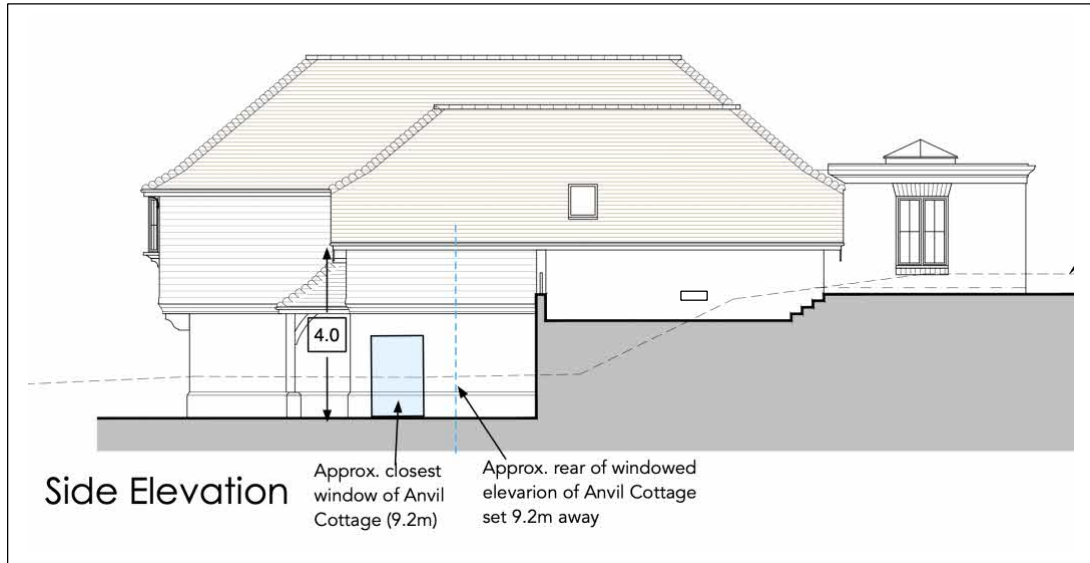 4.0
Side Elevation
Approx. closest
window of Anvil
Cottage (9.2m)
Approx. rear of windowed
elevarion of Anvil Cottage
set 9.2m away